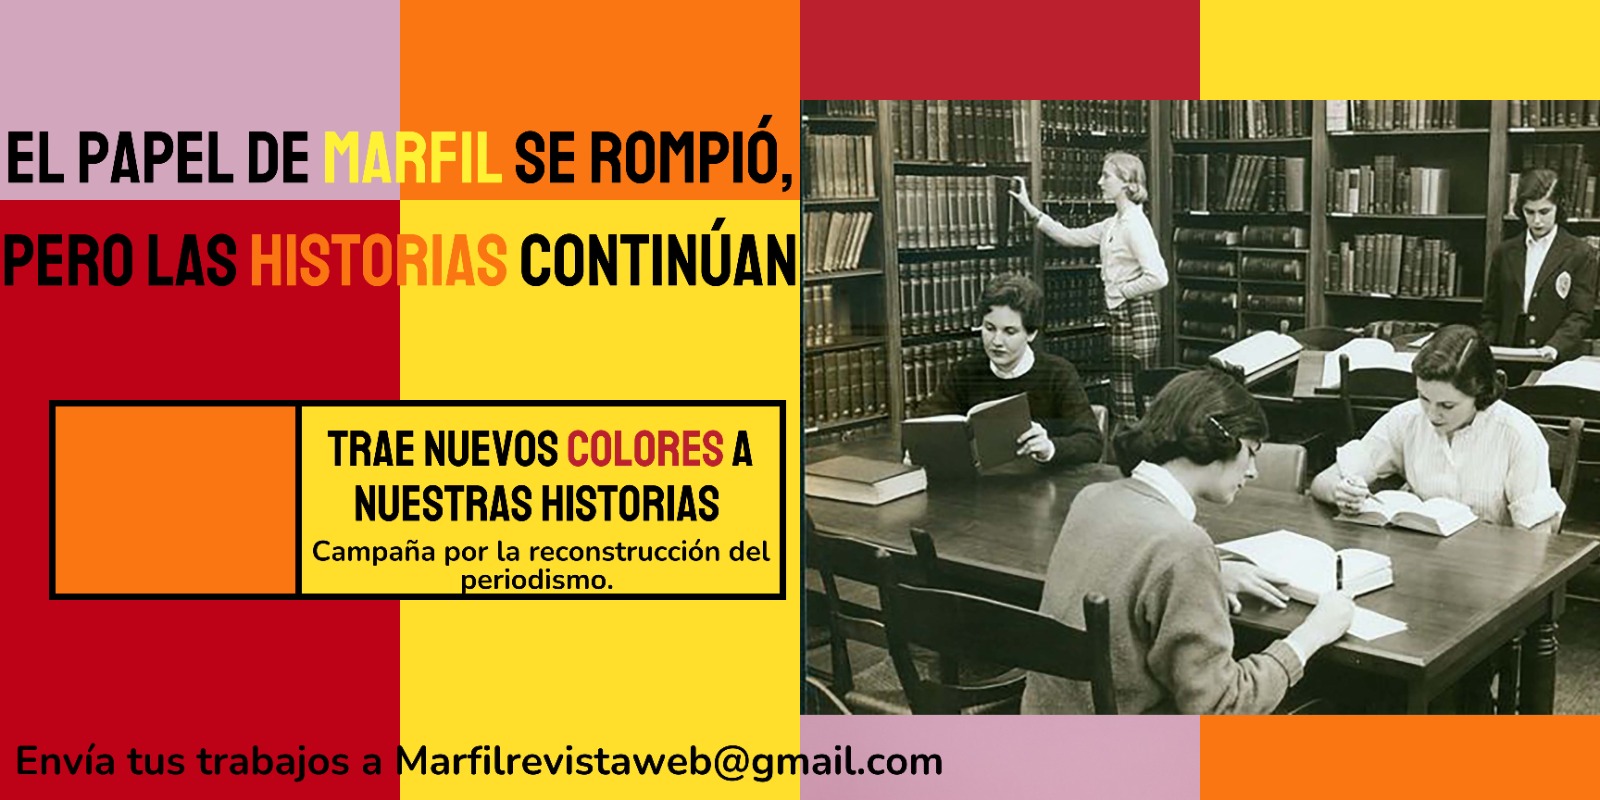 EL PAPEL DE MARFIL SE ROMPIÓ,
PERO LAS HISTORIAS CONTINÚAN
TRAE NUEVOS COLORES A
NUESTRAS HISTORIAS
Campaña por la reconstrucción del
periodismo.
Envía tus trabajos a Marfilrevistaweb@gmail.com